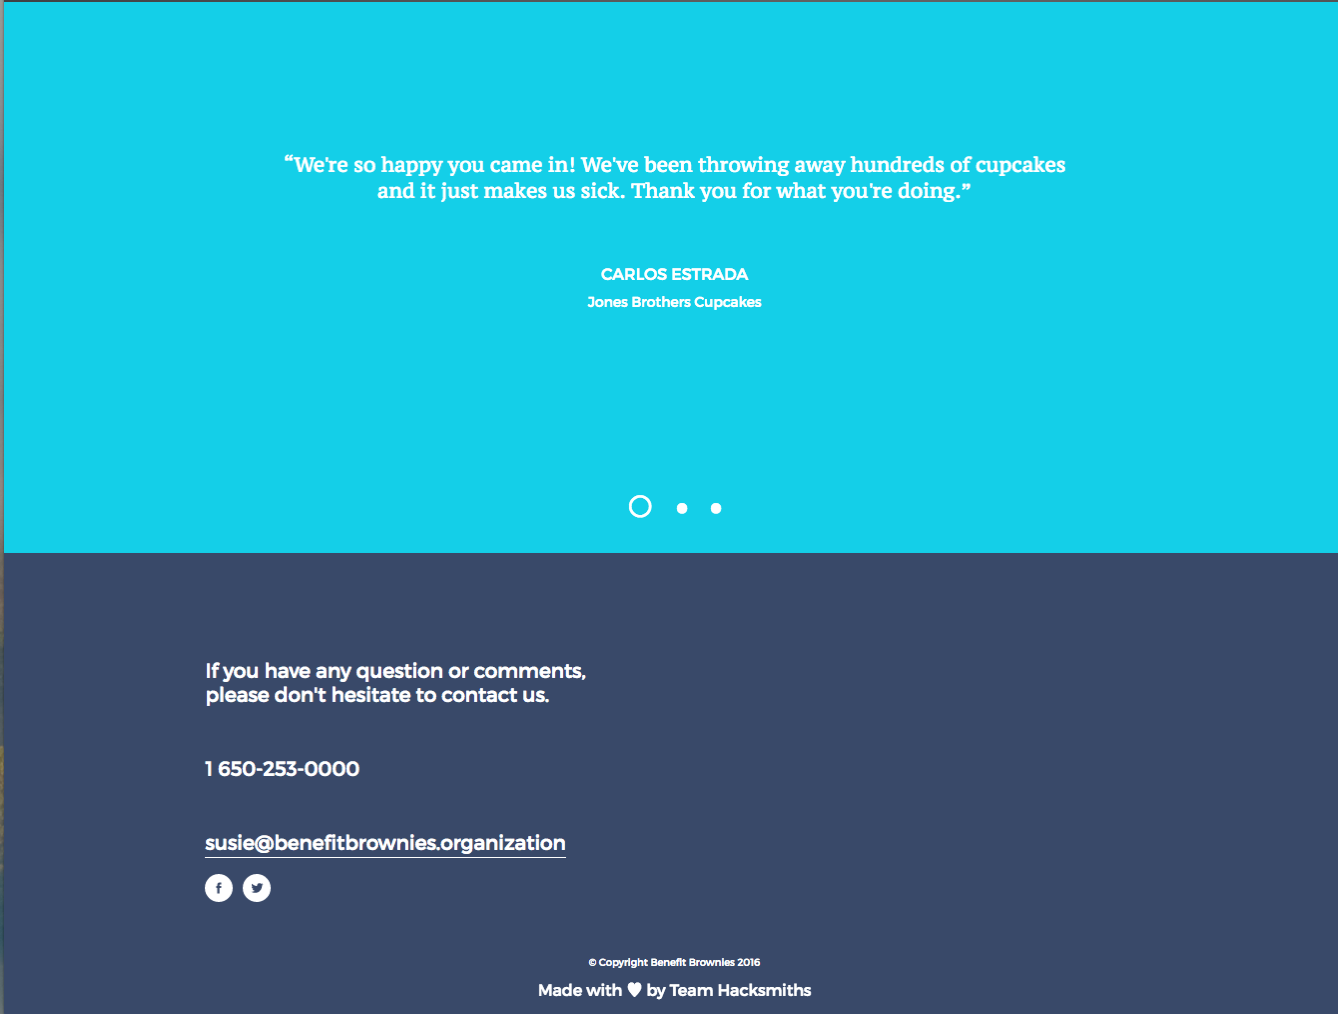 “We're so happy you came in! We've been throwing away hundreds of cupcakes
and it just makes us sick. Thank you for what you're doing.”
CARLOS ESTRADA
Jones Brothers Cupcakes
If you have any question or comments,
please don't hesitate to contact us.
1 650-253-0000
susie@benefitbrownies.organization
© Copyright Benefit Brownies 2016
Made with ♥ by Team Hacksmiths